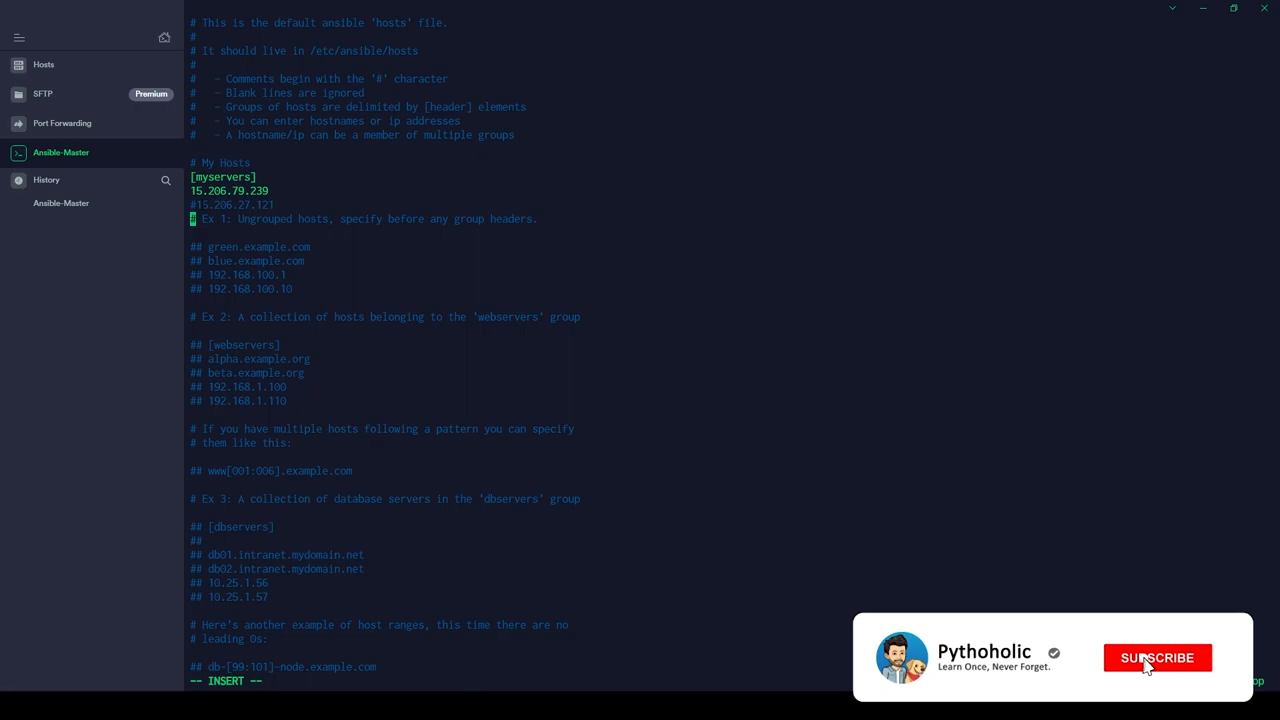 Hosts
SFTP
Premium
Port Forwarding
Ansible-Master
History
Ansible-Master
# This is the default ansible 'hosts' file.
#
# It should live in /etc/ansible/hosts
#
#   - Comments begin with the '#' character
#   - Blank lines are ignored
#   - Groups of hosts are delimited by [header] elements
#   - You can enter hostnames or ip addresses
#   - A hostname/ip can be a member of multiple groups
# My Hosts
[myservers]
15.206.79.239
#15.206.27.121
# Ex 1: Ungrouped hosts, specify before any group headers.
## green.example.com
## blue.example.com
## 192.168.100.1
## 192.168.100.10
# Ex 2: A collection of hosts belonging to the 'webservers' group
## [webservers]
## alpha.example.org
## beta.example.org
## 192.168.1.100
## 192.168.1.110
# If you have multiple hosts following a pattern you can specify
# them like this:
## www[001:006].example.com
# Ex 3: A collection of database servers in the 'dbservers' group
## [dbservers]
##
## db01.intranet.mydomain.net
## db02.intranet.mydomain.net
## 10.25.1.56
## 10.25.1.57
# Here's another example of host ranges, this time there are no
# leading 0s:
## db-[99:101]-node.example.com
-- INSERT --
Pythoholic
Learn Once, Never Forget.
SUBSCRIBE